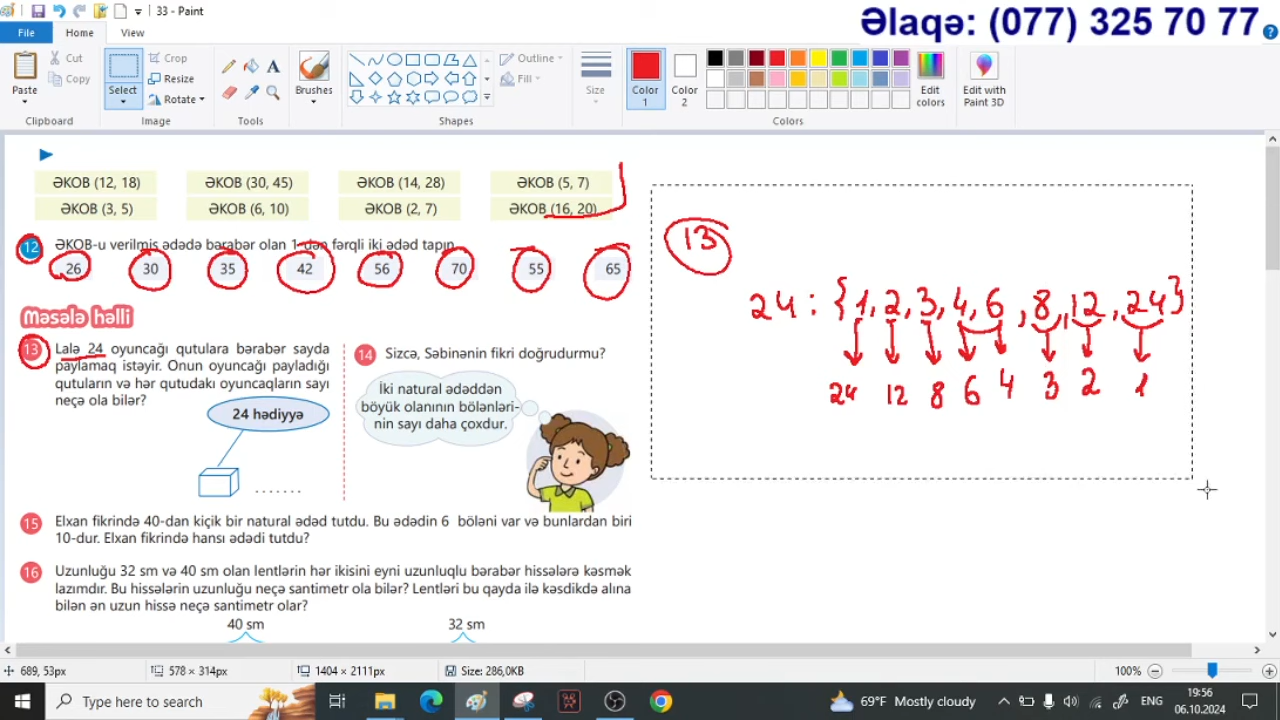 33 - Paint
Əlaqə: (077) 325 70 77
File Home View
Paste
Cut
Copy
Clipboard
Select
Crop
Resize
Rotate
Image
A
Tools
Brushes
Outline
Fill
Shapes
Size
Color 1
Color 2
Edit colors
Edit with Paint 3D
Colors
ƏKOB (12, 18) ƏKOB (30, 45) ƏKOB (14, 28) ƏKOB (5, 7)
ƏKOB (3, 5) ƏKOB (6, 10) ƏKOB (2, 7) ƏKOB (16, 20)
12 ƏKOB-u verilmiş ədədə bərabər olan 1-dən fərqli iki ədəd tapın.
26 30 35 42 56 70 55 65
Məsələ həlli
13 Lalə 24 oyuncağı qutulara bərabər sayda
paylamaq istəyir. Onun oyuncağı payladığı
qutuların və hər qutudakı oyuncaqların sayı
neçə ola bilər?
24 hədiyyə
.......
14 Sizcə, Səbinənin fikri doğrudurmu?
İki natural ədəddən
böyük olanının bölənləri-
nin sayı daha çoxdur.
15 Elxan fikrində 40-dan kiçik bir natural ədəd tutdu. Bu ədədin 6 böləni var və bunlardan biri
10-dur. Elxan fikrində hansı ədədi tutdu?
16 Uzunluğu 32 sm və 40 sm olan lentlərin hər ikisini eyni uzunluqlu bərabər hissələrə kəsmək
lazımdır. Bu hissələrin uzunluğu neçə santimetr ola bilər? Lentləri bu qayda ilə kəsdikdə alına
bilən ən uzun hissə neçə santimetr olar?
40 sm 32 sm
13
24 : {1, 2, 3, 4, 6, 8, 12, 24}
24 12 8 6 4 3 2 1
689, 53px 578 × 314px 1404 × 2111px Size: 286,0KB 100%
Type here to search
69°F Mostly cloudy
ENG
19:56
06.10.2024